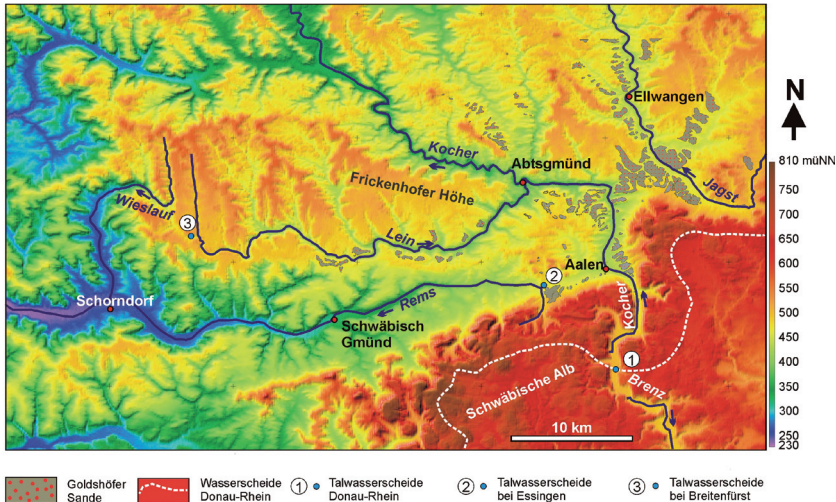 N
Ellwangen
Kocher
Abtsgmünd
Jagst
Frickenhofer Höhe
Wieslauf
3
Lein
2
Aalen
Schorndorf
Rems
Kocher
Schwäbisch
Gmünd
1
Schwäbische Alb
Brenz
10 km
810 müNN
750
700
650
600
550
500
450
400
350
300
250
230
Goldshöfer
Sande
Wasserscheide
Donau-Rhein
1
Talwasserscheide
Donau-Rhein
2
Talwasserscheide
bei Essingen
3
Talwasserscheide
bei Breitenfürst